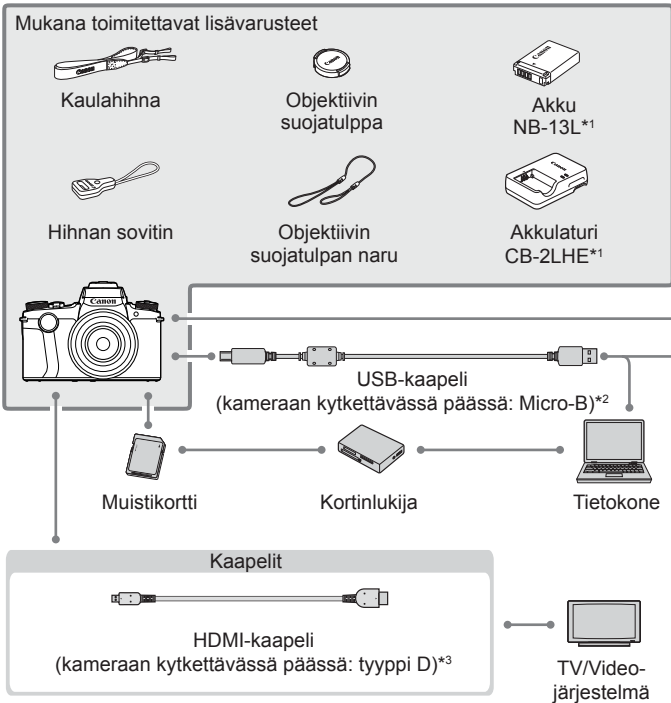 Mukana toimitettavat lisävarusteet
Kaulahihna
Objektiivin
suojatulppa
Akku
NB-13L*1
Hihnan sovitin
Objektiivin
suojatulpan naru
Akkulaturi
CB-2LHE*1
Canon
USB-kaapeli
(kameraan kytkettävässä päässä: Micro-B)*2
Muistikortti
Kortinlukija
Tietokone
Kaapelit
HDMI-kaapeli
(kameraan kytkettävässä päässä: tyyppi D)*3
TV/Video-
järjestelmä